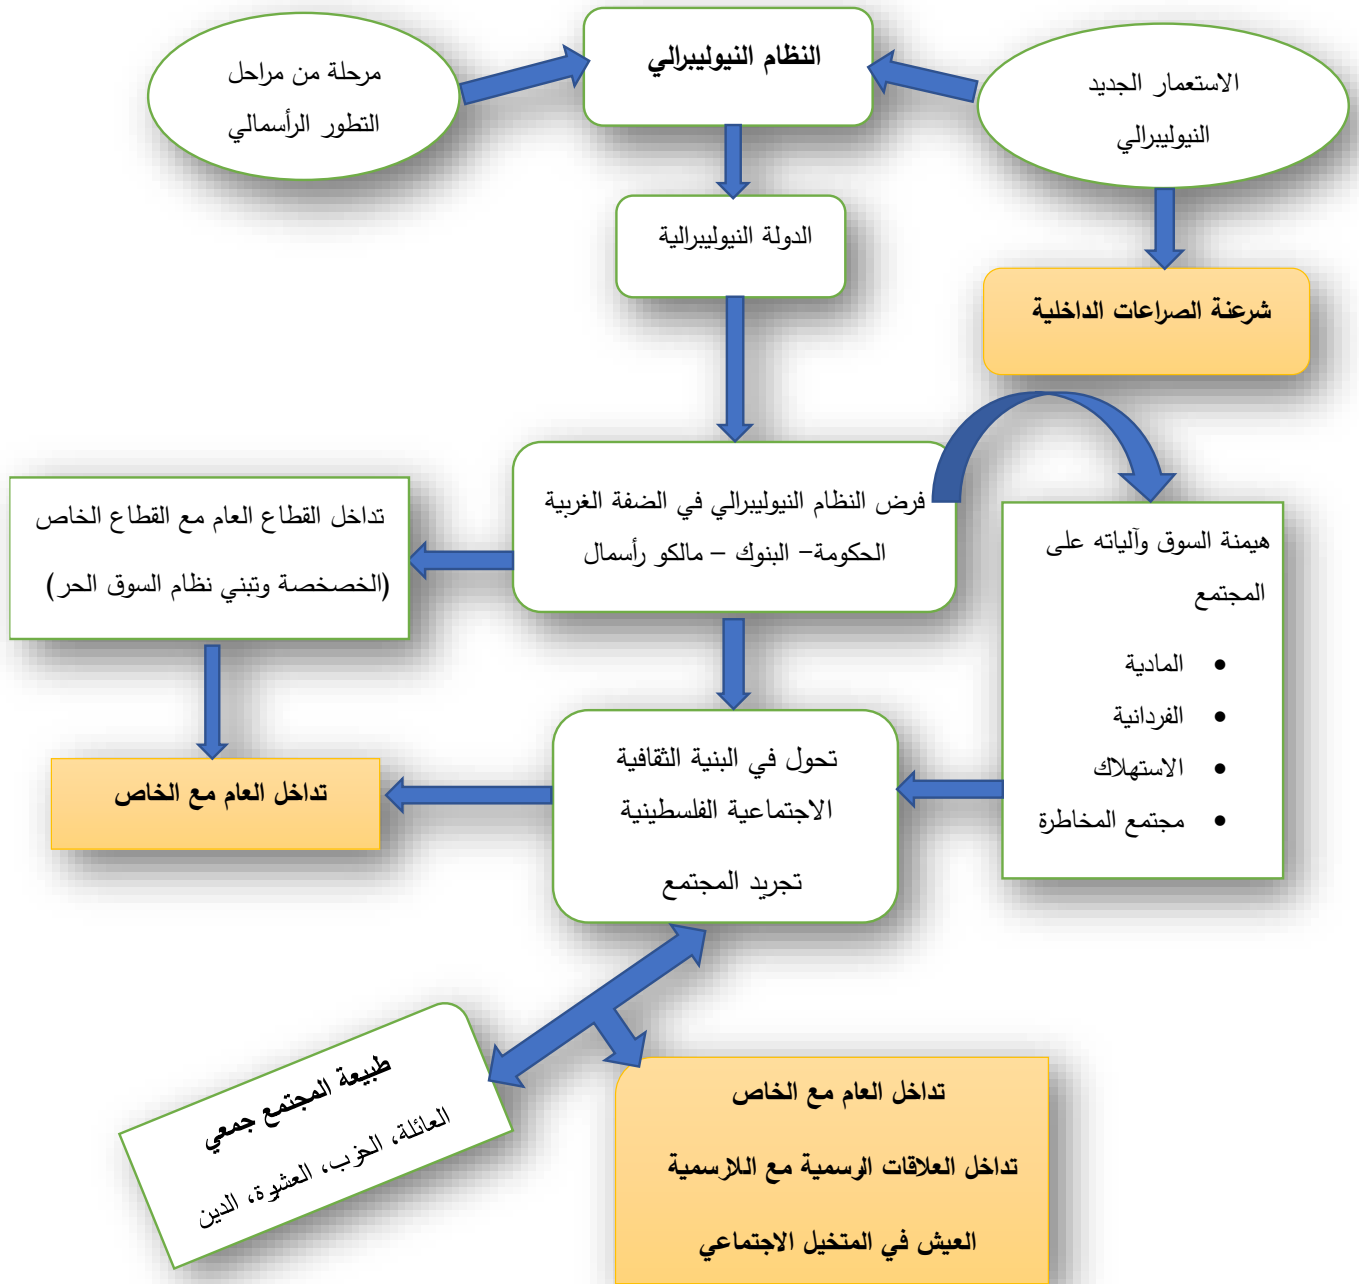 النظام النيوليبرالي
الاستعمار الجديد
النيوليبرالي
مرحلة من مراحل
التطور الرأسمالي
الدولة النيوليبرالية
شرعنة الصراعات الداخلية
فرض النظام النيوليبرالي في الضفة الغربية
الحكومة- البنوك – مالكو رأسمال
هيمنة السوق وآلياته على
المجتمع
• المادية
• الفردانية
• الاستهلاك
• مجتمع المخاطرة
تداخل القطاع العام مع القطاع الخاص
(الخصخصة وتبني نظام السوق الحر)
تحول في البنية الثقافية
الاجتماعية الفلسطينية
تجريد المجتمع
تداخل العام مع الخاص
طبيعة المجتمع جمعي
العائلة، الحزب، العشيرة، الدين
تداخل العام مع الخاص
تداخل العلاقات الرسمية مع اللارسمية
العيش في المتخيل الاجتماعي